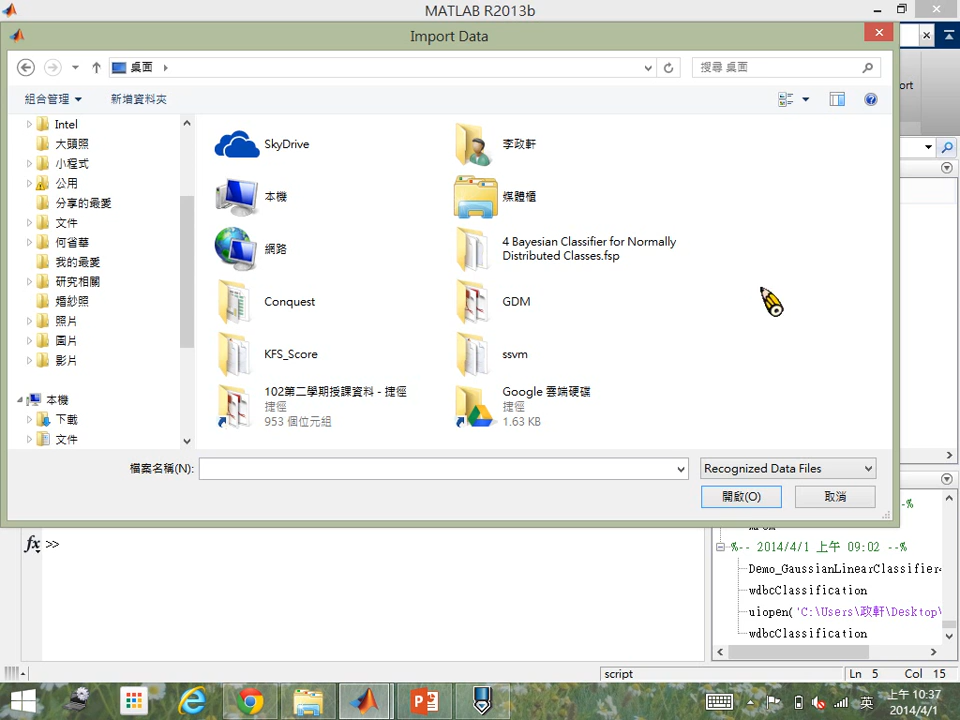 MATLAB R2013b
Import Data
桌面
搜尋 桌面
ort
組合管理
新增資料夾
Intel
大頭照
小程式
公用
分享的最愛
文件
何省華
我的最愛
研究相關
婚紗照
照片
圖片
影片
本機
下載
文件
SkyDrive
李政軒
本機
媒體櫃
網路
4 Bayesian Classifier for Normally
Distributed Classes.fsp
Conquest
GDM
KFS_Score
ssvm
102第二學期授課資料 - 捷徑
捷徑
953 個位元組
Google 雲端硬碟
捷徑
1.63 KB
檔案名稱(N):
Recognized Data Files
開啟(O)
取消
fx >>
-%
%-- 2014/4/1 上午 09:02 --%
Demo_GaussianLinearClassifier
wdbcClassification
uiopen('C:\Users\政軒\Desktop\
wdbcClassification
script
Ln 5 Col 15
英
上午 10:37
2014/4/1